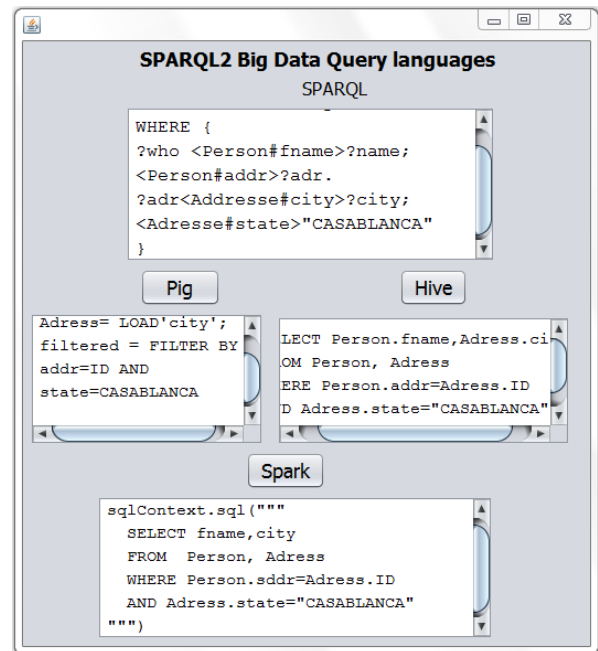 SPARQL2 Big Data Query languages
SPARQL
WHERE {
?who <Person#fname>?name;
<Person#addr>?adr.
?adr<Addresse#city>?city;
<Adresse#state>"CASABLANCA"
}
Pig
Hive
Adress= LOAD'city';
filtered = FILTER BY
addr=ID AND
state=CASABLANCA
LECT Person.fname,Adress.ci
OM Person, Adress
ERE Person.addr=Adress.ID
D Adress.state="CASABLANCA"
Spark
sqlContext.sql("""
SELECT fname,city
FROM Person, Adress
WHERE Person.sddr=Adress.ID
AND Adress.state="CASABLANCA"
""")